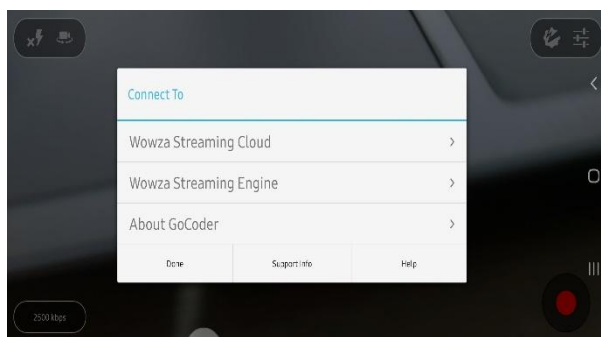 Connect To
Wowza Streaming Cloud
Wowza Streaming Engine
About GoCoder
Done
Support Info
Help
2500 kbps